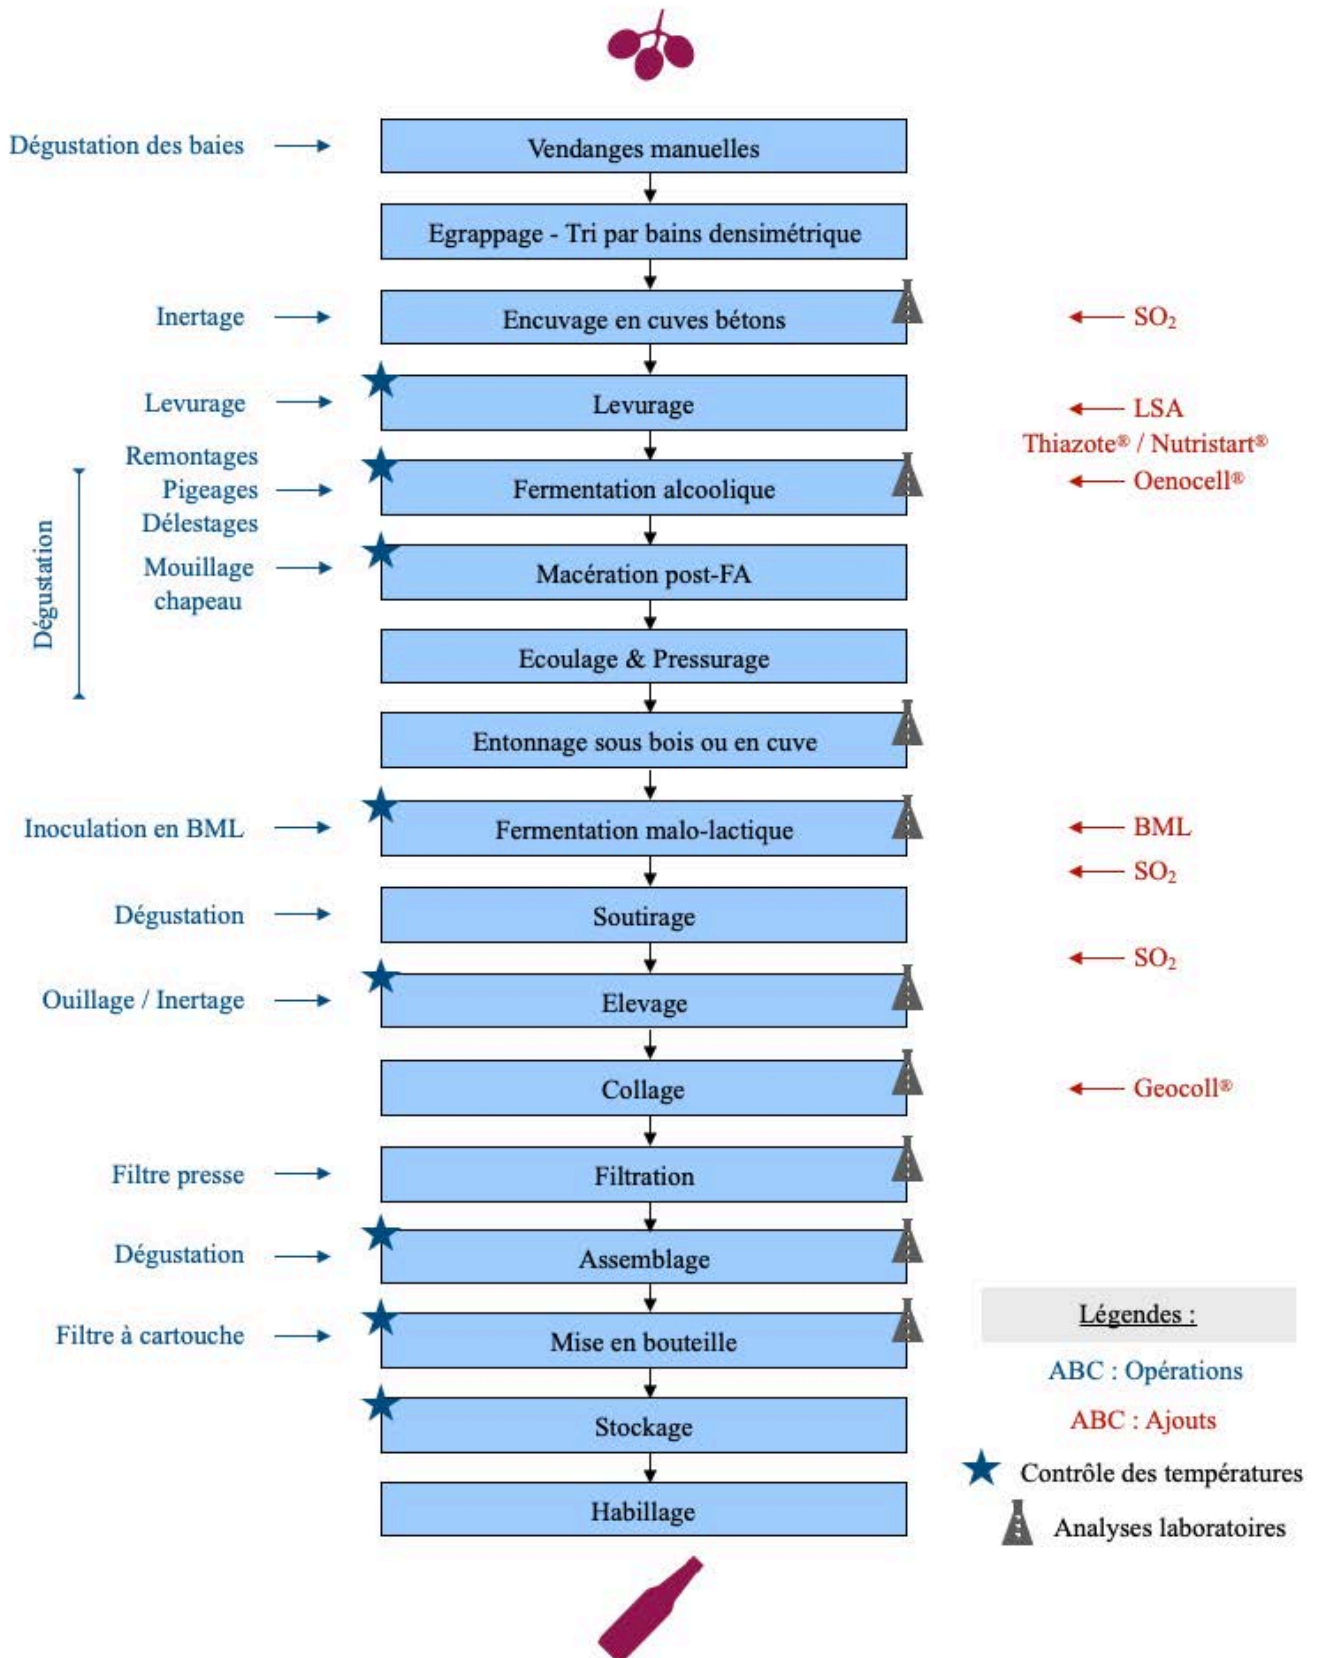 Dégustation des baies
Vendanges manuelles
Egrappage - Tri par bains densimétrique
Inertage
Encuvage en cuves bétons
SO₂
Levurage
Levurage
LSA
Thiazote® / Nutristart®
Remontages
Pigeages
Délestages
Fermentation alcoolique
Oenocell®
Dégustation
Mouillage
chapeau
Macération post-FA
Ecoulage & Pressurage
Entonnage sous bois ou en cuve
Inoculation en BML
Fermentation malo-lactique
BML
SO₂
Dégustation
Soutirage
SO₂
Ouillage / Inertage
Elevage
Collage
Geocoll®
Filtre presse
Filtration
Dégustation
Assemblage
Filtre à cartouche
Mise en bouteille
Stockage
Habillage
Légendes :
ABC : Opérations
ABC : Ajouts
Contrôle des températures
Analyses laboratoires